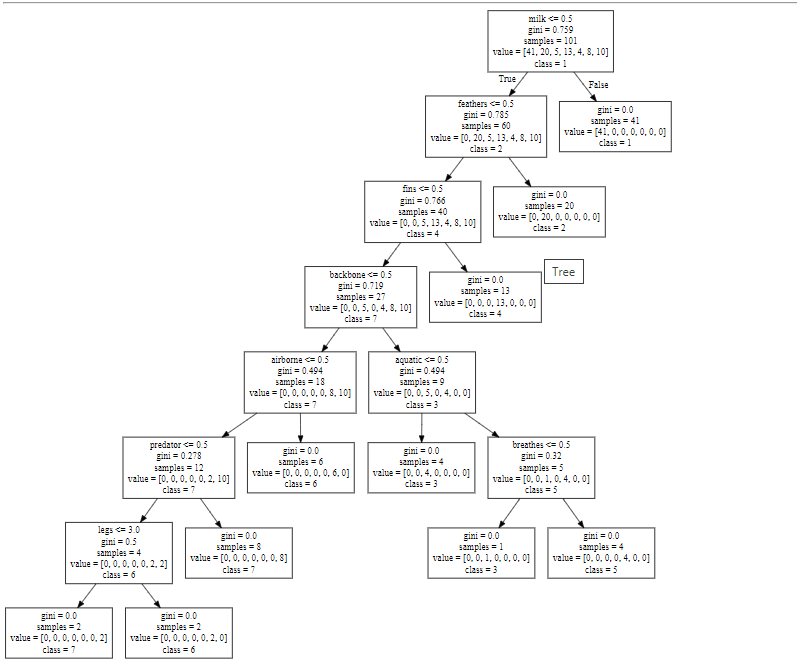 milk <= 0.5
gini = 0.759
samples = 101
value = [41, 20, 5, 13, 4, 8, 10]
class = 1
True
False
feathers <= 0.5
gini = 0.785
samples = 60
value = [0, 20, 5, 13, 4, 8, 10]
class = 2
gini = 0.0
samples = 41
value = [41, 0, 0, 0, 0, 0, 0]
class = 1
fins <= 0.5
gini = 0.766
samples = 40
value = [0, 0, 5, 13, 4, 8, 10]
class = 4
gini = 0.0
samples = 20
value = [0, 20, 0, 0, 0, 0, 0]
class = 2
backbone <= 0.5
gini = 0.719
samples = 27
value = [0, 0, 5, 0, 4, 8, 10]
class = 7
gini = 0.0
samples = 13
value = [0, 0, 0, 13, 0, 0, 0]
class = 4
Tree
airborne <= 0.5
gini = 0.494
samples = 18
value = [0, 0, 0, 0, 0, 8, 10]
class = 7
aquatic <= 0.5
gini = 0.494
samples = 9
value = [0, 0, 5, 0, 4, 0, 0]
class = 3
predator <= 0.5
gini = 0.278
samples = 12
value = [0, 0, 0, 0, 0, 2, 10]
class = 7
gini = 0.0
samples = 6
value = [0, 0, 0, 0, 0, 6, 0]
class = 6
gini = 0.0
samples = 4
value = [0, 0, 4, 0, 0, 0, 0]
class = 3
breathes <= 0.5
gini = 0.32
samples = 5
value = [0, 0, 1, 0, 4, 0, 0]
class = 5
legs <= 3.0
gini = 0.5
samples = 4
value = [0, 0, 0, 0, 0, 2, 2]
class = 6
gini = 0.0
samples = 8
value = [0, 0, 0, 0, 0, 0, 8]
class = 7
gini = 0.0
samples = 1
value = [0, 0, 1, 0, 0, 0, 0]
class = 3
gini = 0.0
samples = 4
value = [0, 0, 0, 0, 4, 0, 0]
class = 5
gini = 0.0
samples = 2
value = [0, 0, 0, 0, 0, 0, 2]
class = 7
gini = 0.0
samples = 2
value = [0, 0, 0, 0, 0, 2, 0]
class = 6